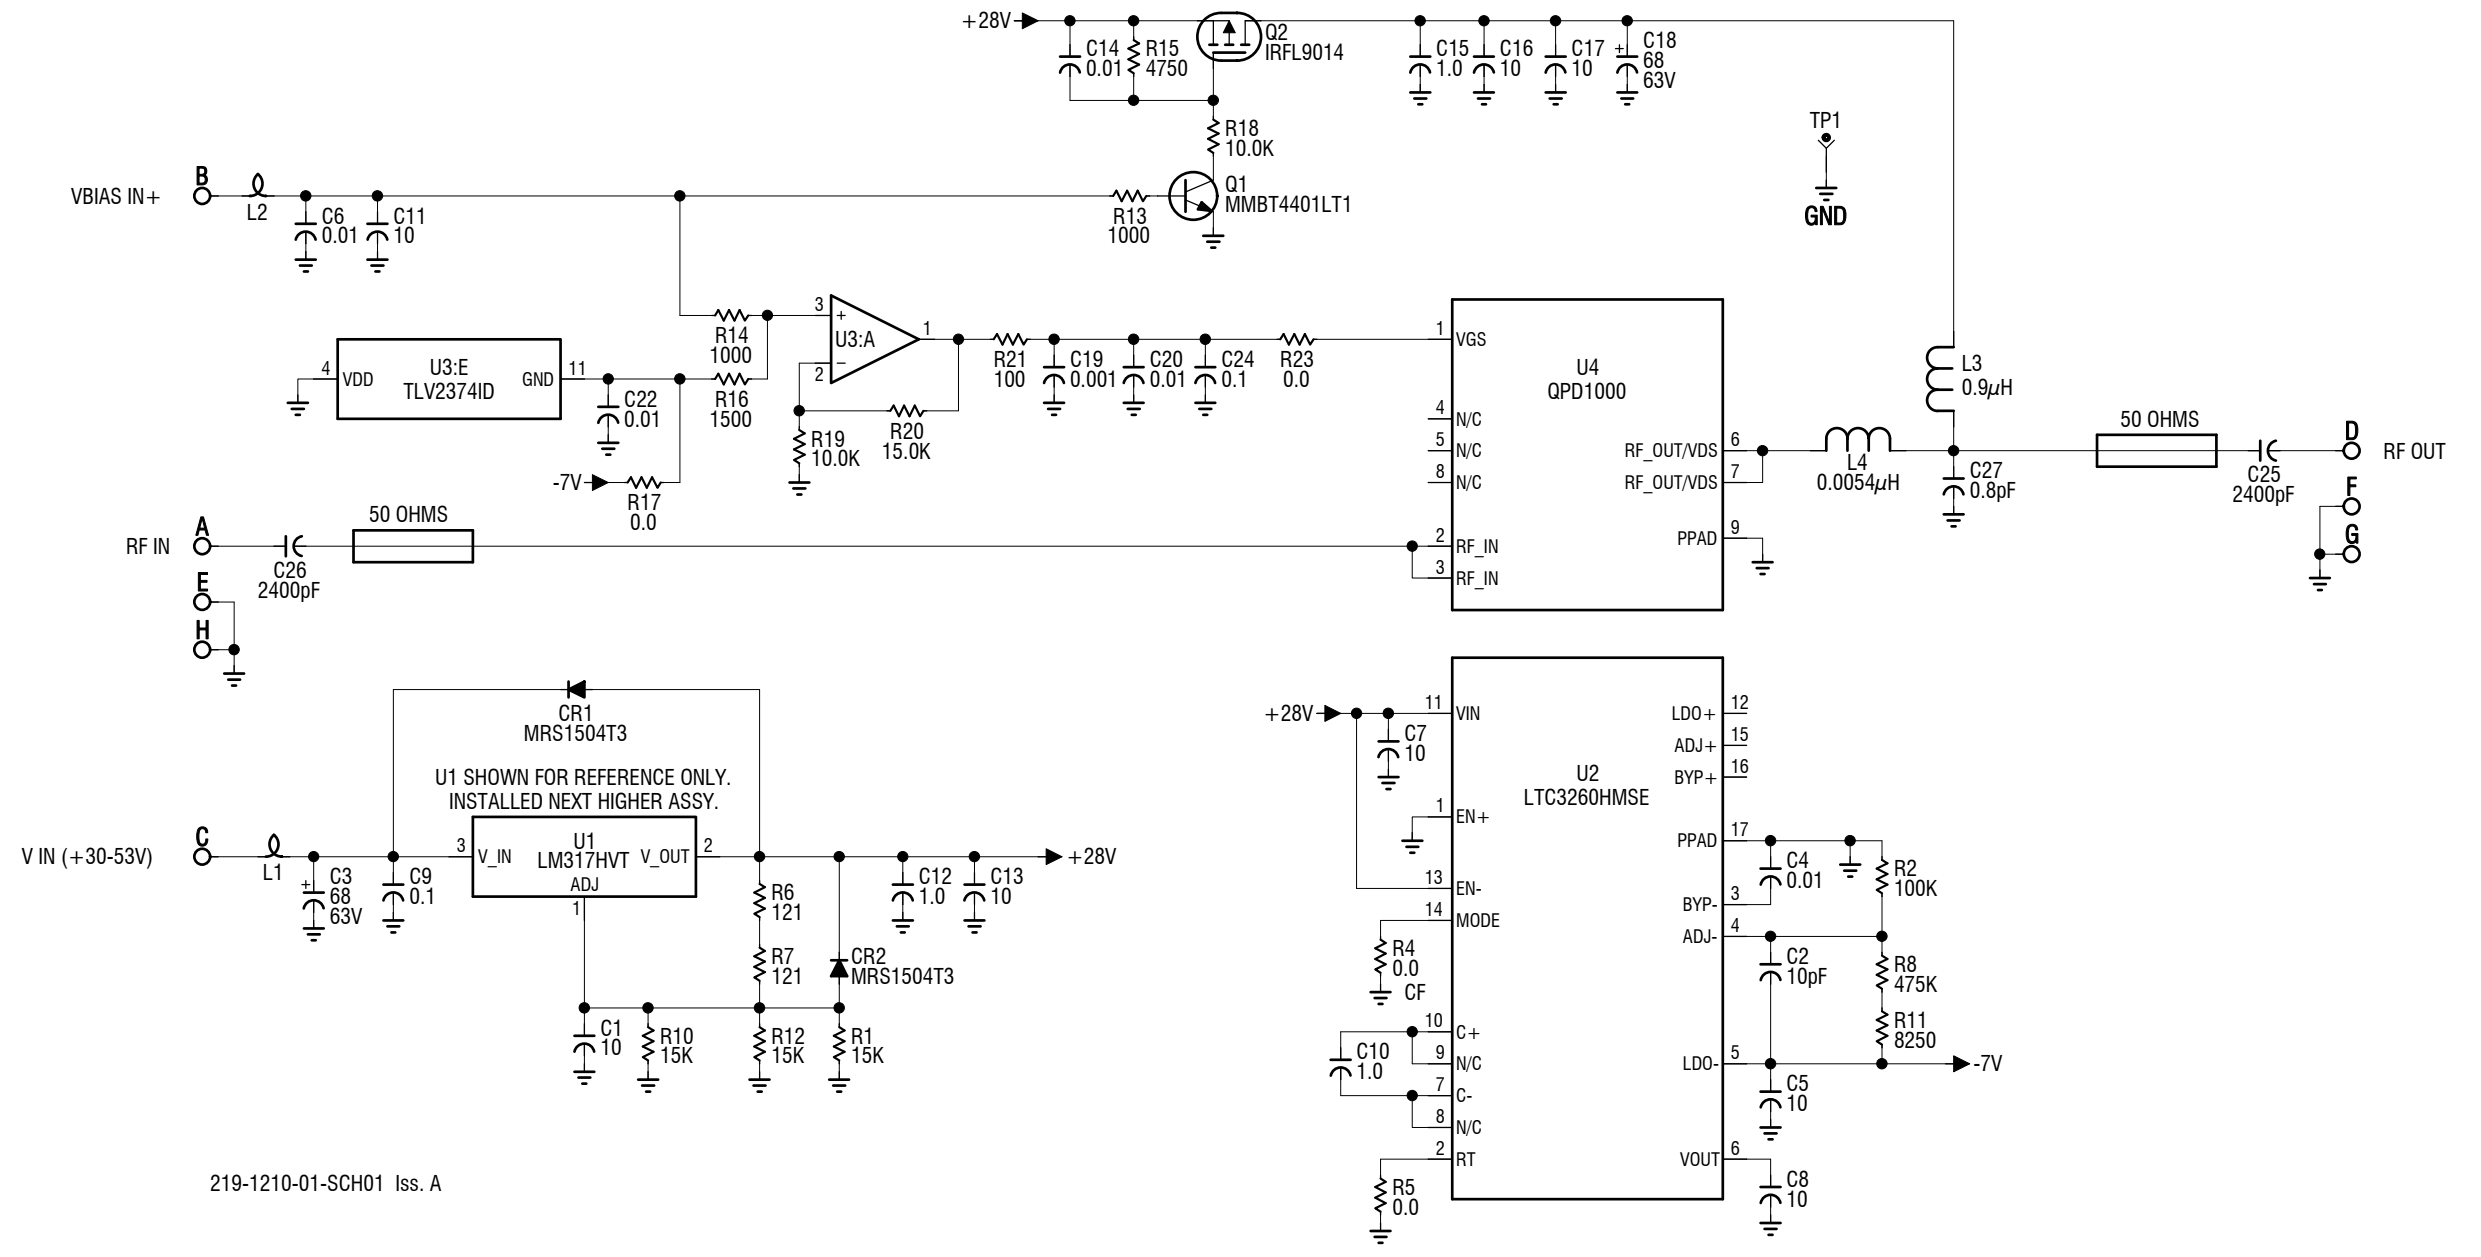 +28V
C14
0.01
R15
4750
Q2
IRFL9014
C15
1.0
C16
10
C17
10
+
C18
68
63V
R18
10.0K
TP1
GND
VBIAS IN+
B
L2
C6
0.01
C11
10
R13
1000
Q1
MMBT4401LT1
4
VDD
U3:E
TLV2374ID
GND
11
C22
0.01
R14
1000
R16
1500
-7V
R17
0.0
3
+
U3:A
−
2
1
R19
10.0K
R20
15.0K
R21
100
C19
0.001
C20
0.01
C24
0.1
R23
0.0
U4
QPD1000
1
VGS
4
N/C
5
N/C
8
N/C
2
RF_IN
3
RF_IN
RF_OUT/VDS
6
RF_OUT/VDS
7
PPAD
9
L3
0.9µH
L4
0.0054µH
C27
0.8pF
50 OHMS
C25
2400pF
D
RF OUT
F
G
RF IN
A
C26
2400pF
50 OHMS
E
H
CR1
MRS1504T3
U1 SHOWN FOR REFERENCE ONLY.
INSTALLED NEXT HIGHER ASSY.
V IN (+30-53V)
C
L1
+
C3
68
63V
C9
0.1
3
V_IN
U1
LM317HVT
V_OUT
2
ADJ
1
R6
121
R7
121
CR2
MRS1504T3
C12
1.0
C13
10
+28V
C1
10
R10
15K
R12
15K
R1
15K
219-1210-01-SCH01 Iss. A
+28V
C7
10
U2
LTC3260HMSE
11
VIN
1
EN+
13
EN-
14
MODE
R4
0.0
CF
10
C+
9
N/C
7
C-
8
N/C
C10
1.0
2
RT
R5
0.0
LDO+
12
ADJ+
15
BYP+
16
PPAD
17
BYP-
3
ADJ-
4
LDO-
5
VOUT
6
C4
0.01
R2
100K
C2
10pF
R8
475K
R11
8250
-7V
C5
10
C8
10